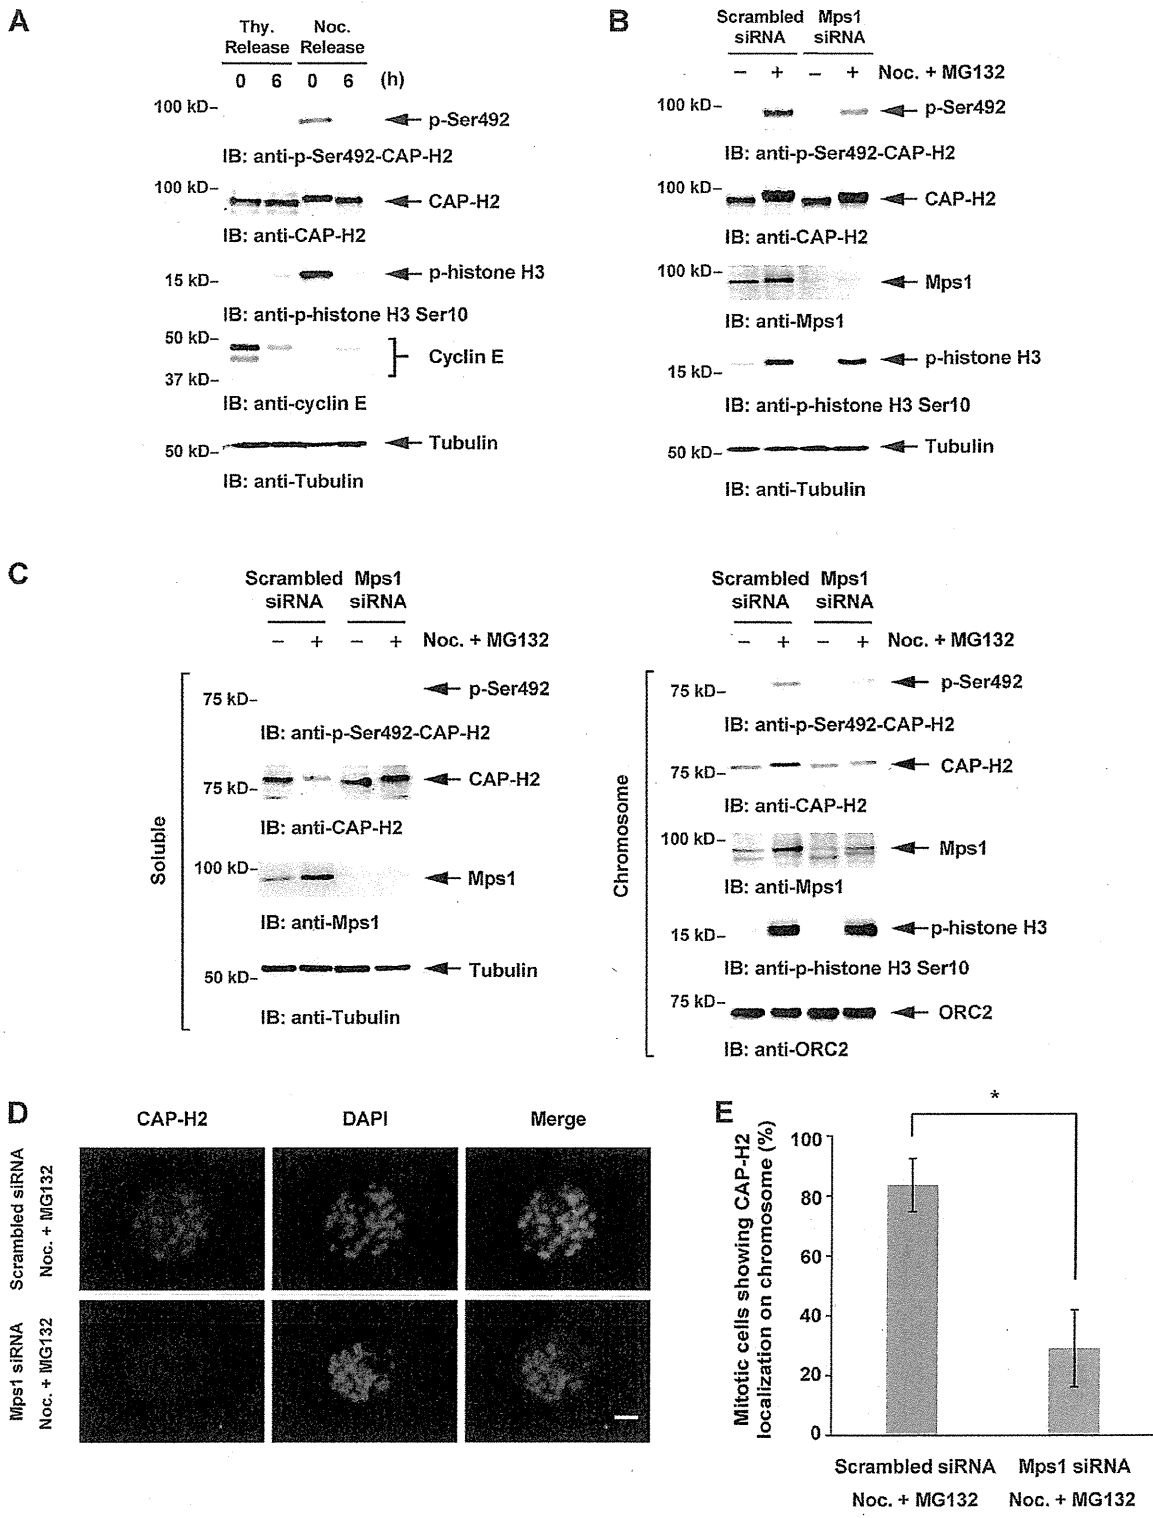 A
Thy. Release
Noc. Release
0 6 0 6 (h)
100 kD–
p-Ser492
IB: anti-p-Ser492-CAP-H2
100 kD–
CAP-H2
IB: anti-CAP-H2
p-histone H3
15 kD–
IB: anti-p-histone H3 Ser10
50 kD–
Cyclin E
37 kD–
IB: anti-cyclin E
50 kD–
Tubulin
IB: anti-Tubulin
B
Scrambled siRNA
Mps1 siRNA
– + – + Noc. + MG132
100 kD–
p-Ser492
IB: anti-p-Ser492-CAP-H2
100 kD–
CAP-H2
IB: anti-CAP-H2
100 kD–
Mps1
IB: anti-Mps1
p-histone H3
15 kD–
IB: anti-p-histone H3 Ser10
50 kD–
Tubulin
IB: anti-Tubulin
C
Scrambled siRNA
Mps1 siRNA
– + – + Noc. + MG132
Soluble
75 kD–
p-Ser492
IB: anti-p-Ser492-CAP-H2
75 kD–
CAP-H2
IB: anti-CAP-H2
100 kD–
Mps1
IB: anti-Mps1
50 kD–
Tubulin
IB: anti-Tubulin
Scrambled siRNA
Mps1 siRNA
– + – + Noc. + MG132
Chromosome
75 kD–
p-Ser492
IB: anti-p-Ser492-CAP-H2
75 kD–
CAP-H2
IB: anti-CAP-H2
100 kD–
Mps1
IB: anti-Mps1
15 kD–
p-histone H3
IB: anti-p-histone H3 Ser10
75 kD–
ORC2
IB: anti-ORC2
D
CAP-H2
DAPI
Merge
Scrambled siRNA
Noc. + MG132
Mps1 siRNA
Noc. + MG132
E
*
Mitotic cells showing CAP-H2
localization on chromosome (%)
100
80
60
40
20
0
Scrambled siRNA
Noc. + MG132
Mps1 siRNA
Noc. + MG132